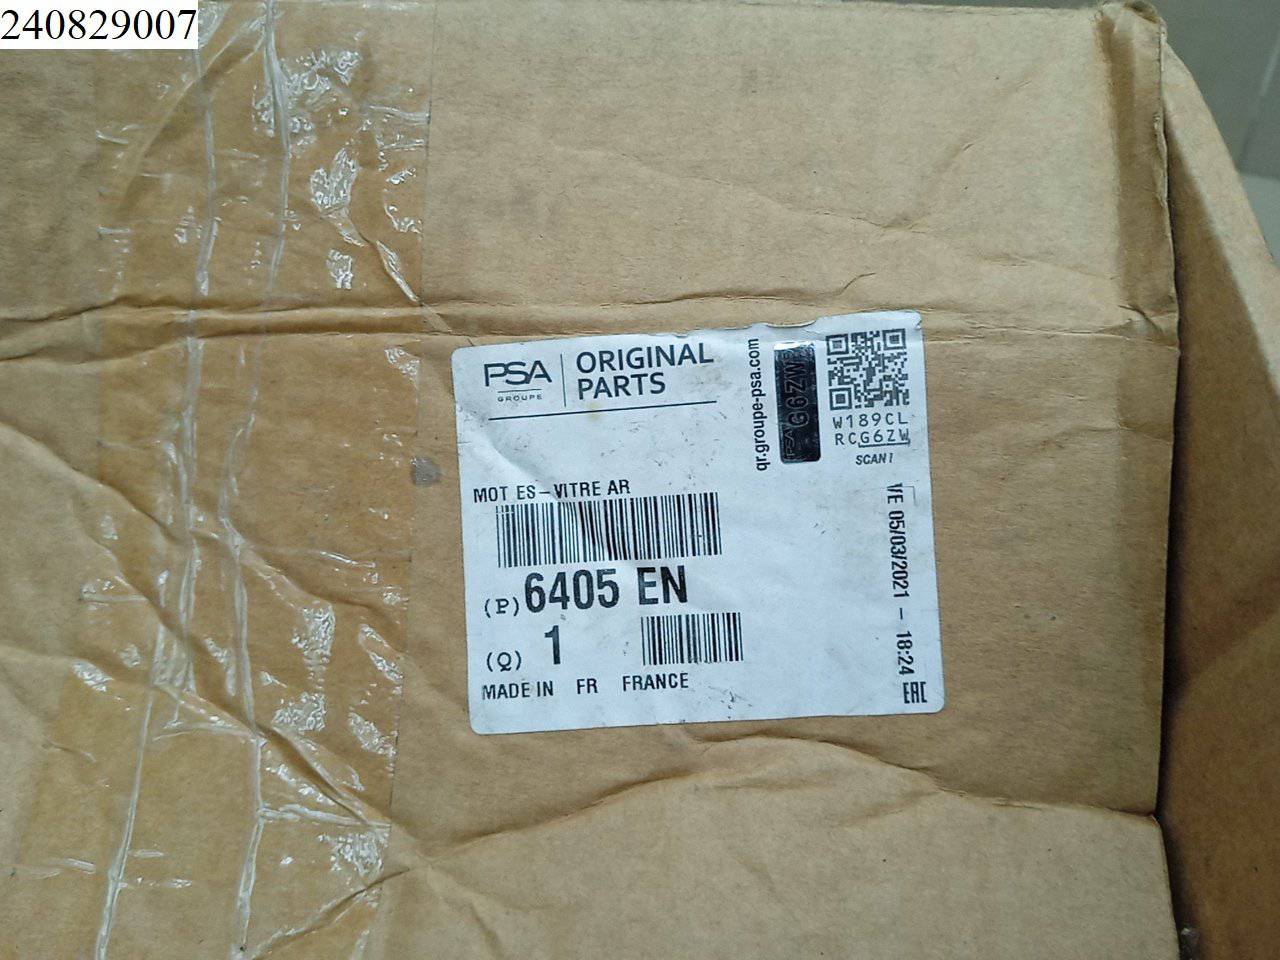 240829007
PSA
GROUPE
ORIGINAL
PARTS
qr.groupe-psa.com
PSA G6ZW
W189CL
RCG6ZW
SCAN!
MOT ES-VITRE AR
(P) 6405 EN
(Q) 1
MADE IN FR FRANCE
05/03/2021 - 18:24
EAC